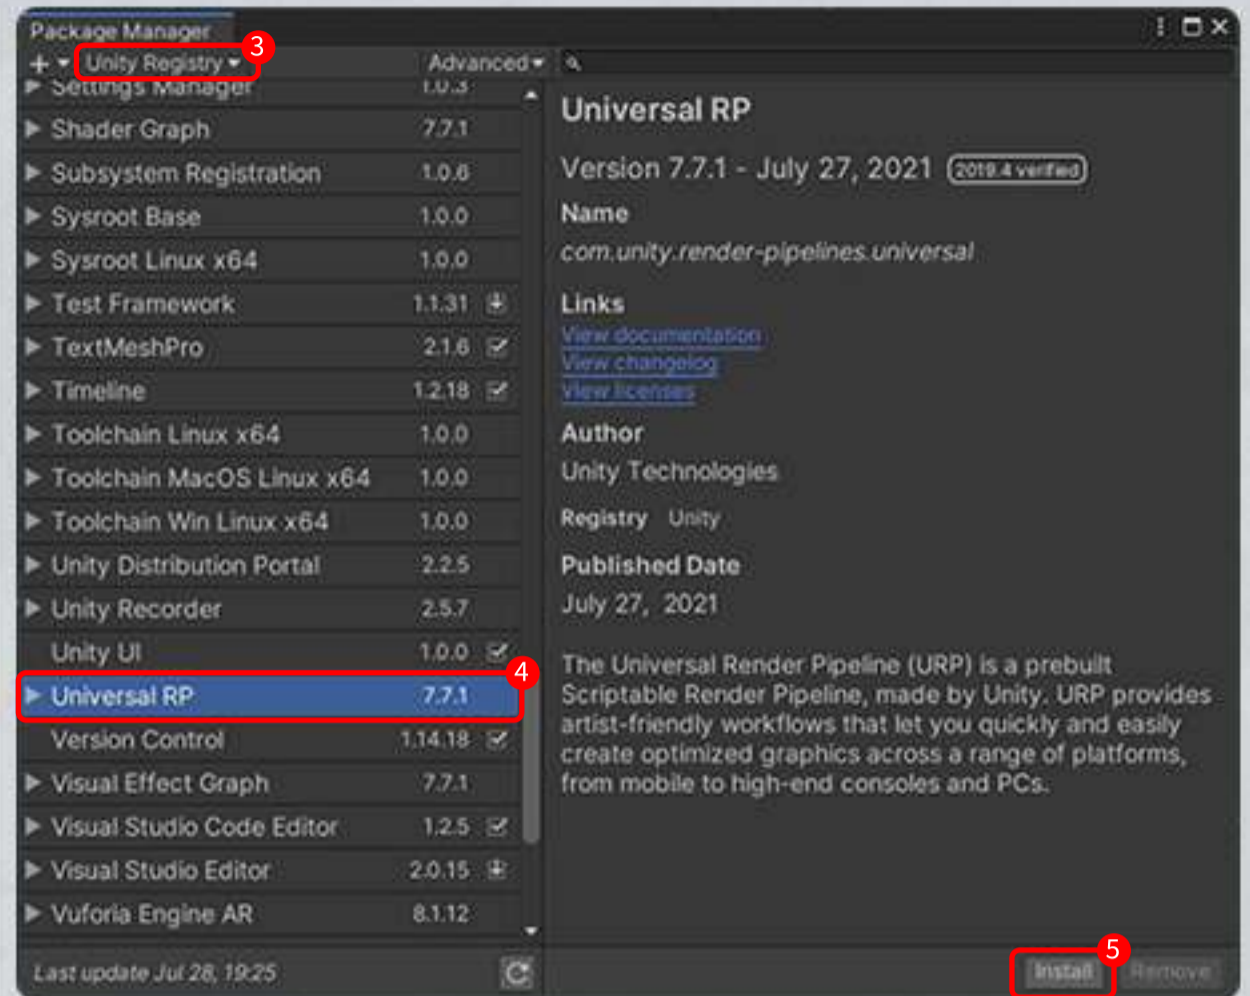 Package Manager
3
Unity Registry
Advanced
Settings Manager 1.0.3
Shader Graph 7.7.1
Subsystem Registration 1.0.6
Sysroot Base 1.0.0
Sysroot Linux x64 1.0.0
Test Framework 1.1.31
TextMeshPro 2.1.6
Timeline 1.2.18
Toolchain Linux x64 1.0.0
Toolchain MacOS Linux x64 1.0.0
Toolchain Win Linux x64 1.0.0
Unity Distribution Portal 2.2.5
Unity Recorder 2.5.7
Unity UI 1.0.0
4
Universal RP 7.7.1
Version Control 1.14.18
Visual Effect Graph 7.7.1
Visual Studio Code Editor 1.2.5
Visual Studio Editor 2.0.15
Vuforia Engine AR 8.1.12
Last update Jul 28, 19:25
Universal RP
Version 7.7.1 - July 27, 2021 2019.4 verified
Name
com.unity.render-pipelines.universal
Links
View documentation
View changelog
View licenses
Author
Unity Technologies
Registry Unity
Published Date
July 27, 2021
The Universal Render Pipeline (URP) is a prebuilt
Scriptable Render Pipeline, made by Unity. URP provides
artist-friendly workflows that let you quickly and easily
create optimized graphics across a range of platforms,
from mobile to high-end consoles and PCs.
5
Install Remove